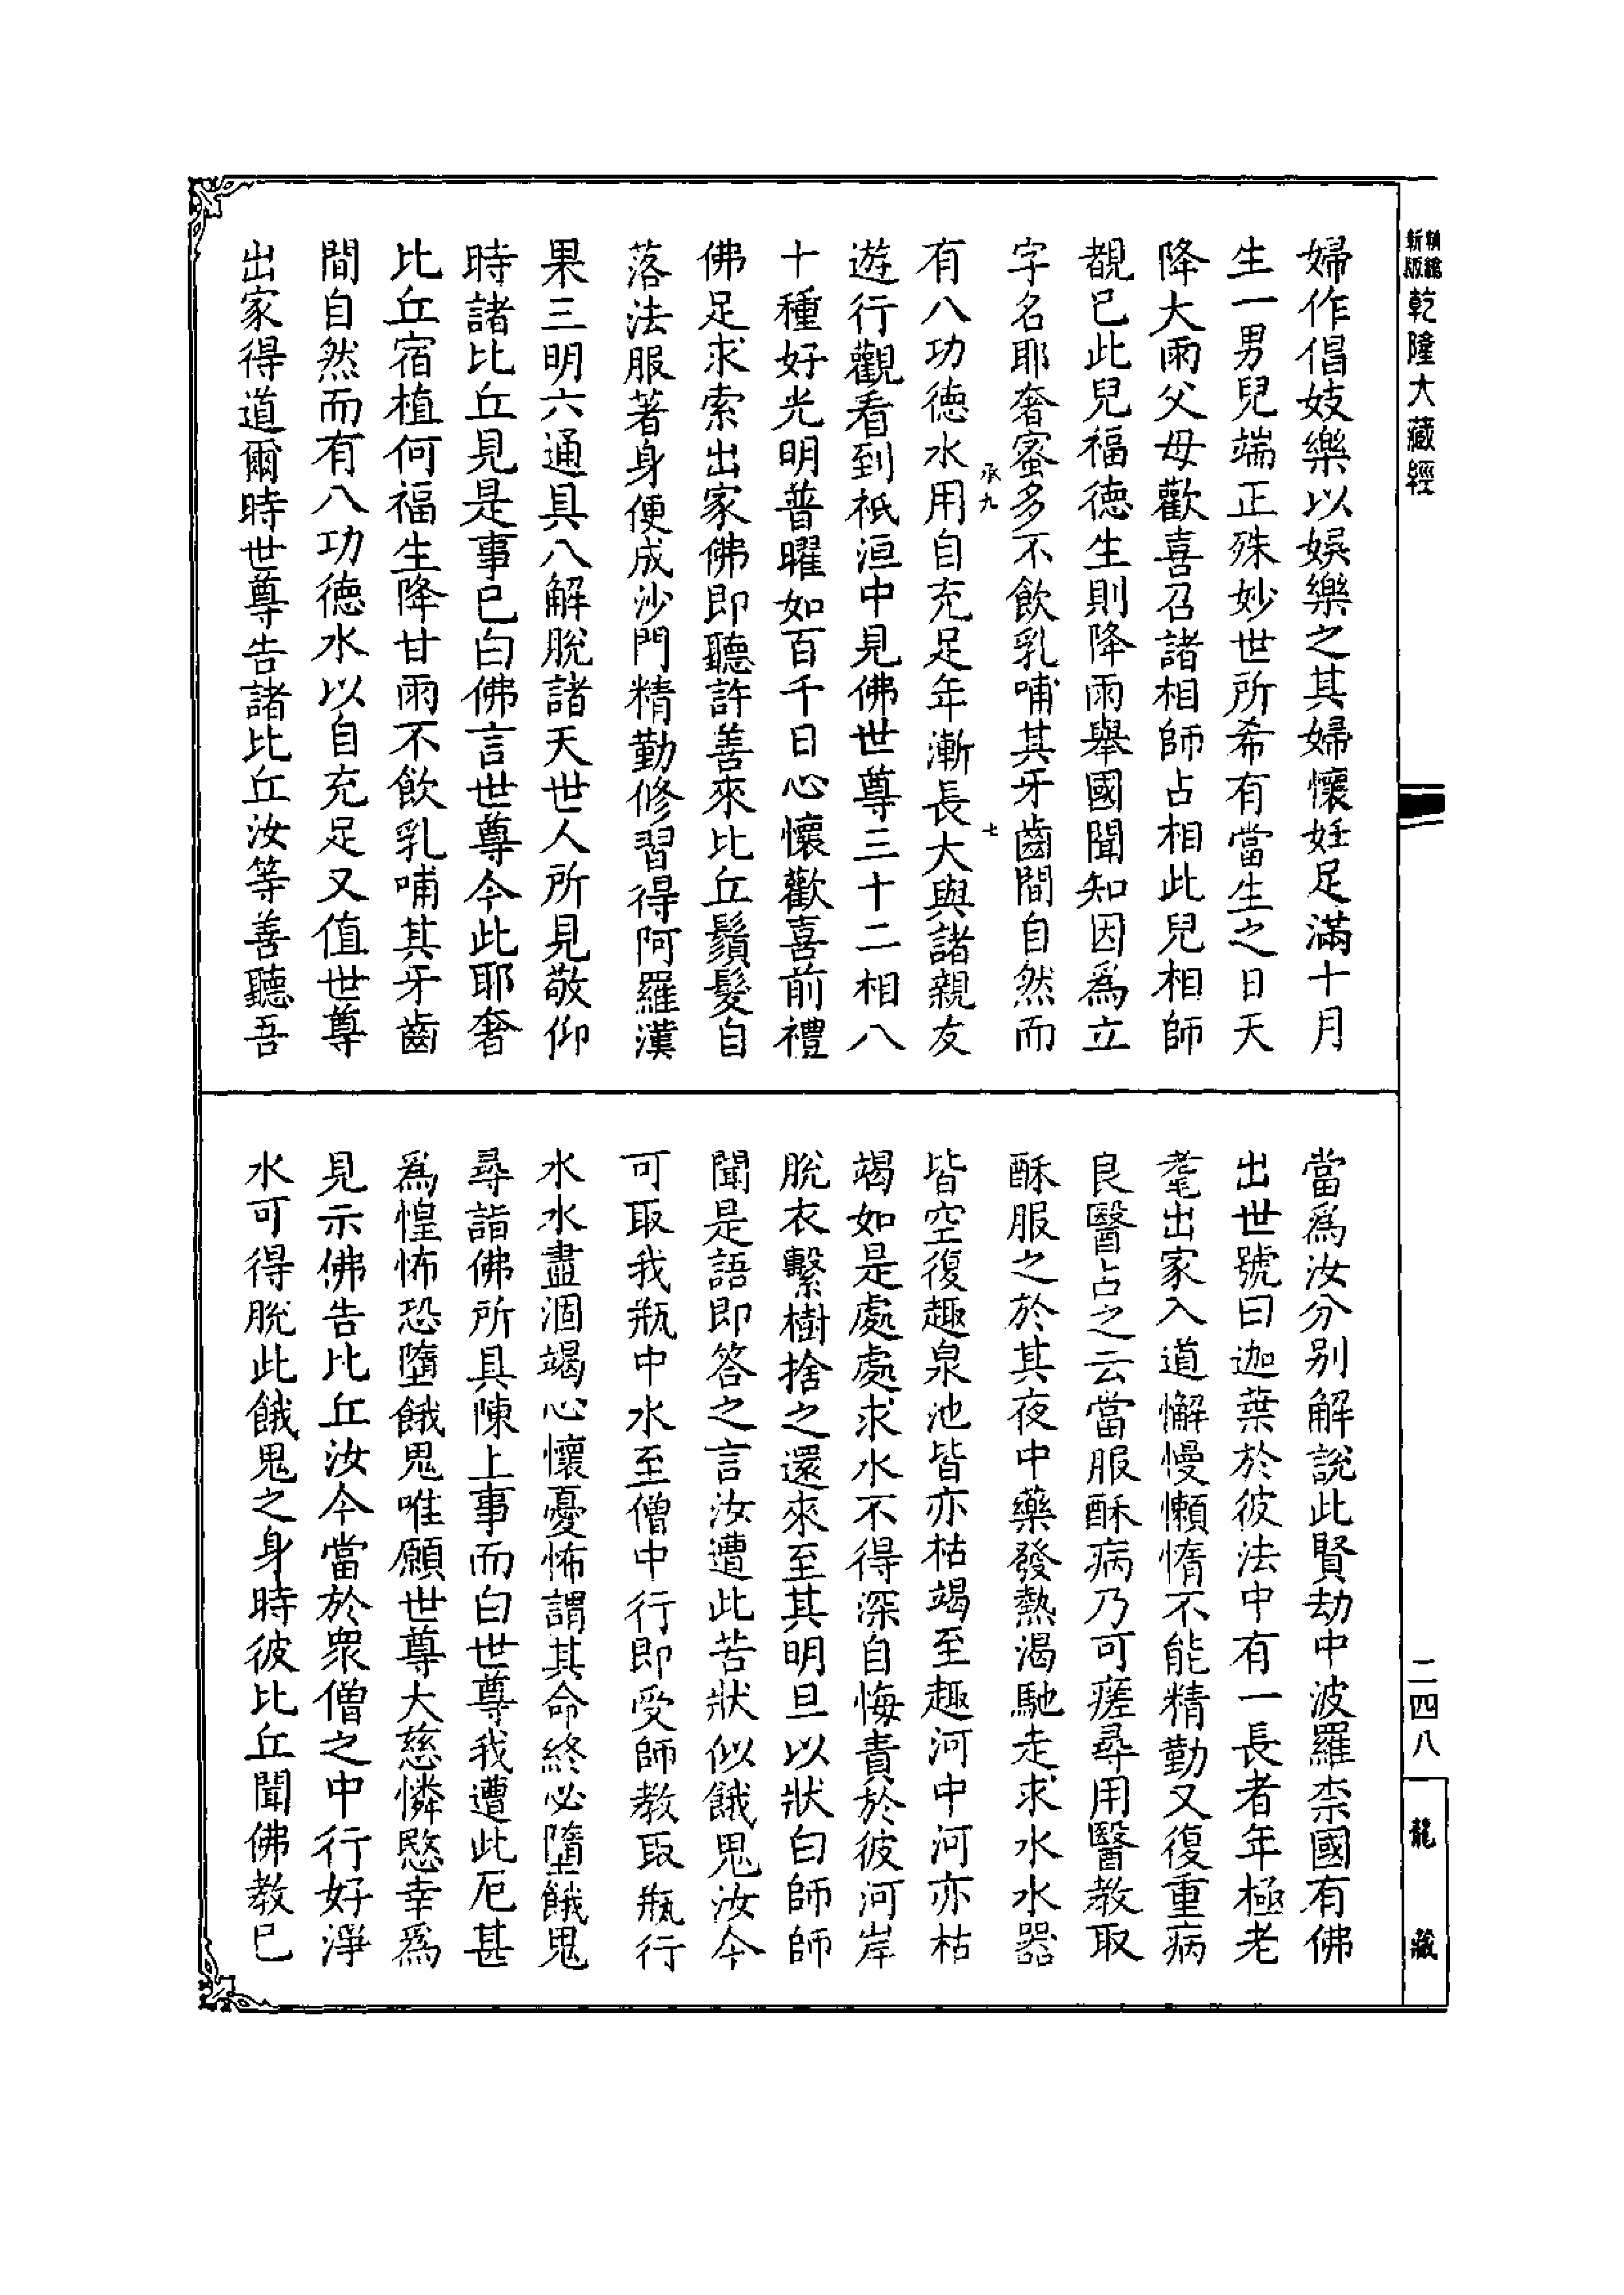 新版
精縮
乾隆大藏經
婦作倡妓樂以娛樂之其婦懷妊足滿十月
生一男兒端正殊妙世所希有當生之日天
降大雨父母歡喜召諸相師占相此兒相師
覩已此兒福德生則降雨舉國聞知因爲立
字名耶奢蜜多不飲乳哺其牙齒間自然而
承九
七
有八功德水用自充足年漸長大與諸親友
遊行觀看到祇洹中見佛世尊三十二相八
十種好光明普曜如百千日心懷歡喜前禮
佛足求索出家佛即聽許善來比丘鬚髮自
落法服著身便成沙門精勤修習得阿羅漢
果三明六通具八解脫諸天世人所見敬仰
時諸比丘見是事已白佛言世尊今此耶奢
比丘宿植何福生降甘雨不飲乳哺其牙齒
間自然而有八功德水以自充足又值世尊
出家得道爾時世尊告諸比丘汝等善聽吾
當爲汝分别解說此賢劫中波羅柰國有佛
出世號曰迦葉於彼法中有一長者年極老
耄出家入道懈慢懶惰不能精勤又復重病
良醫占之云當服酥病乃可瘥尋用醫教取
酥服之於其夜中藥發熱渴馳走求水水器
皆空復趣泉池皆亦枯竭至趣河中河亦枯
竭如是處處求水不得深自悔責於彼河岸
脫衣繫樹捨之還來至其明旦以狀白師師
聞是語即答之言汝遭此苦狀似餓鬼汝今
可取我瓶中水至僧中行即受師教取瓶行
水水盡涸竭心懷憂怖謂其命終必墮餓鬼
尋詣佛所具陳上事而白世尊我遭此厄甚
爲惶怖恐墮餓鬼唯願世尊大慈憐愍幸爲
見示佛告比丘汝今當於衆僧之中行好淨
水可得脫此餓鬼之身時彼比丘聞佛教已
二四八
龍藏